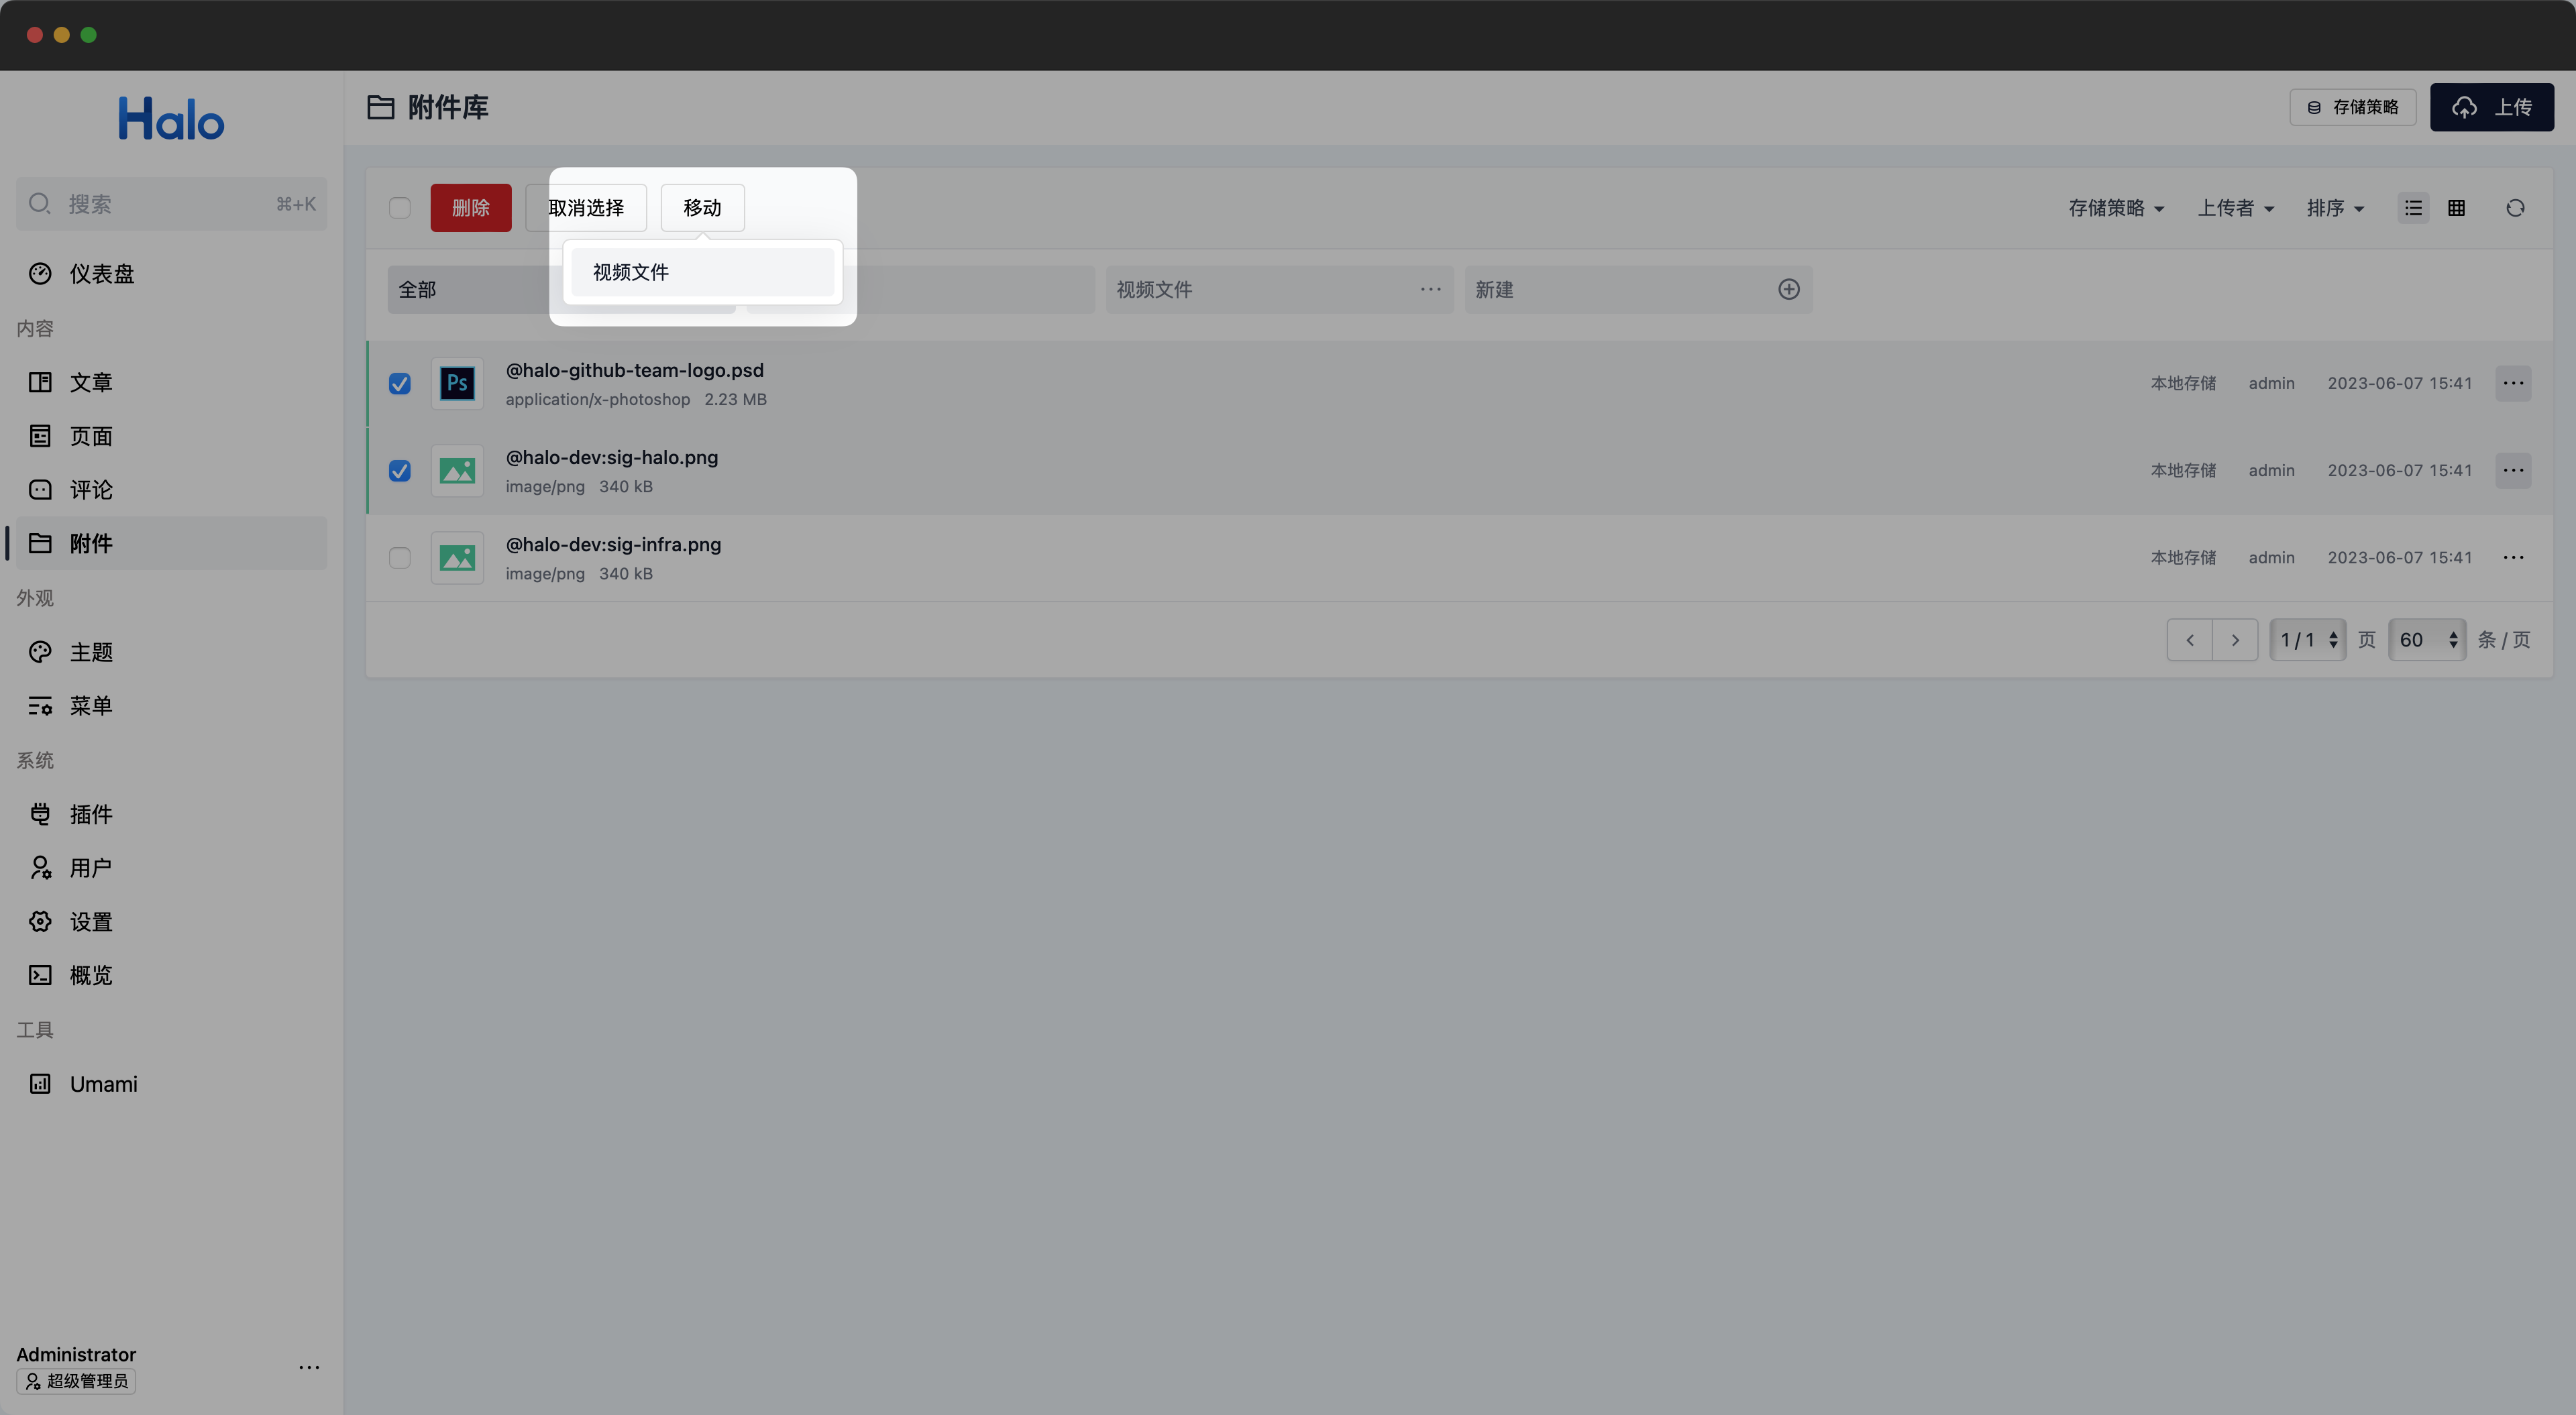 Halo
搜索 ⌘+K
仪表盘
内容
文章
页面
评论
附件
外观
主题
菜单
系统
插件
用户
设置
概览
工具
Umami
Administrator
超级管理员
附件库
存储策略 上传
删除 取消选择 移动
存储策略 上传者 排序
视频文件
全部 视频文件 新建
Ps
@halo-github-team-logo.psd
application/x-photoshop 2.23 MB
本地存储 admin 2023-06-07 15:41
@halo-dev:sig-halo.png
image/png 340 kB
本地存储 admin 2023-06-07 15:41
@halo-dev:sig-infra.png
image/png 340 kB
本地存储 admin 2023-06-07 15:41
1 / 1 页 60 条 / 页